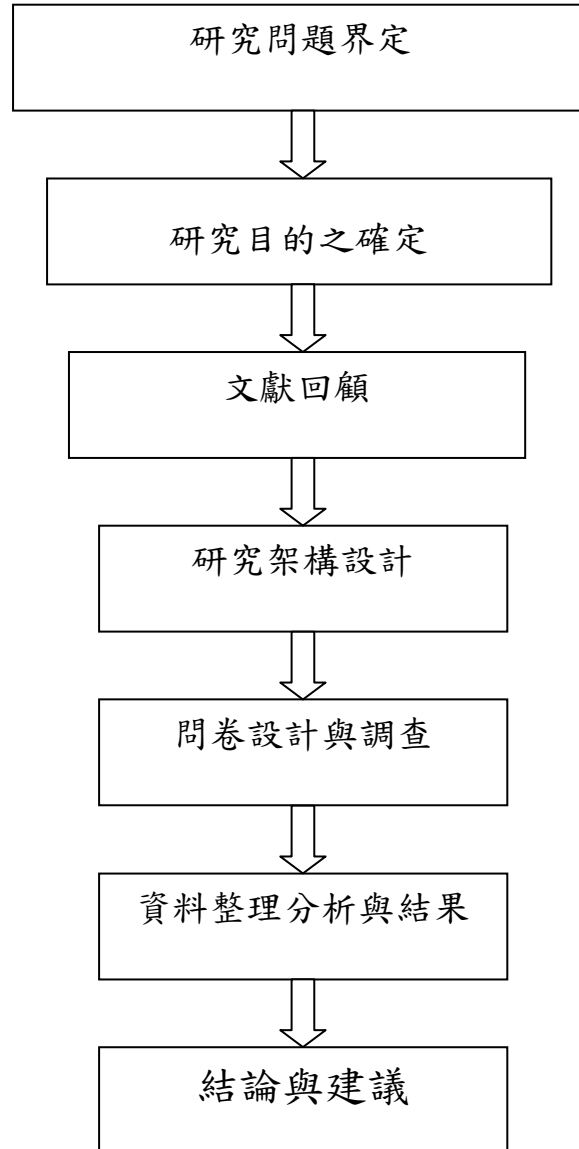 研究問題界定
研究目的之確定
文獻回顧
研究架構設計
問卷設計與調查
資料整理分析與結果
結論與建議